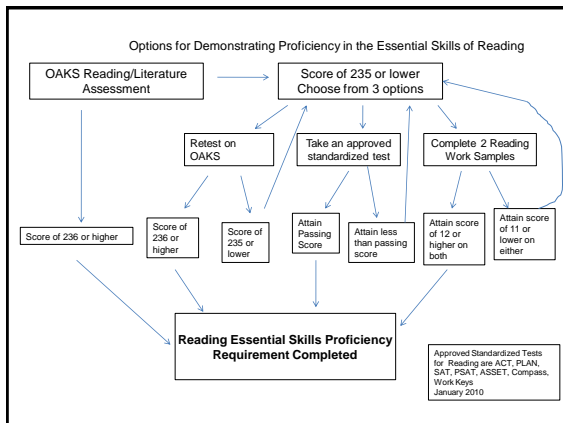 Options for Demonstrating Proficiency in the Essential Skills of Reading
OAKS Reading/Literature
Assessment
Score of 235 or lower
Choose from 3 options
Retest on
OAKS
Take an approved
standardized test
Complete 2 Reading
Work Samples
Score of 236 or higher
Score of
236 or
higher
Score of
235 or
lower
Attain
Passing
Score
Attain less
than passing
score
Attain score
of 12 or
higher on
both
Attain score
of 11 or
lower on
either
Reading Essential Skills Proficiency
Requirement Completed
Approved Standardized Tests
for Reading are ACT, PLAN,
SAT, PSAT, ASSET, Compass,
Work Keys
January 2010